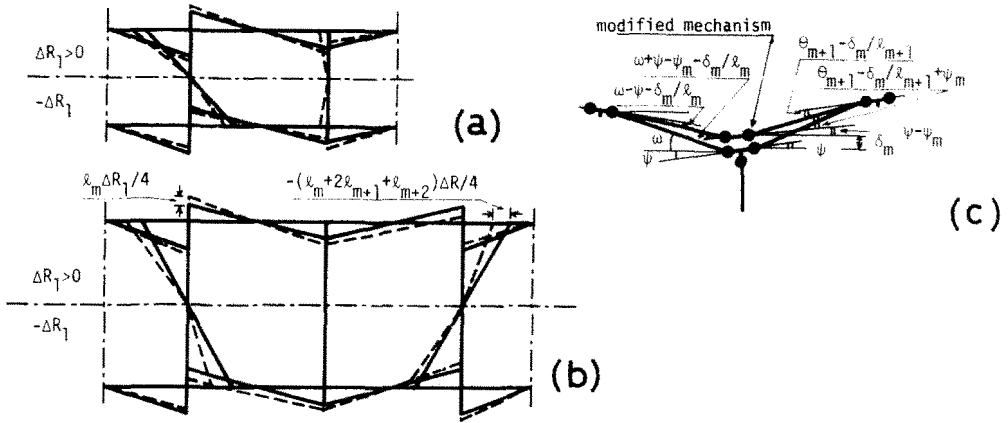 ΔR₁>0
-ΔR₁
(a)
ℓₘΔR₁/4
-(ℓₘ+2ℓₘ₊₁+ℓₘ₊₂)ΔR/4
ΔR₁>0
-ΔR₁
(b)
modified mechanism
ω+ψ-ψₘ-δₘ/ℓₘ
ω-ψ-δₘ/ℓₘ
θₘ₊₁-δₘ/ℓₘ₊₁
θₘ₊₁-δₘ/ℓₘ₊₁+ψₘ
ω
ψ
ψ
δₘ
ψ-ψₘ
(c)